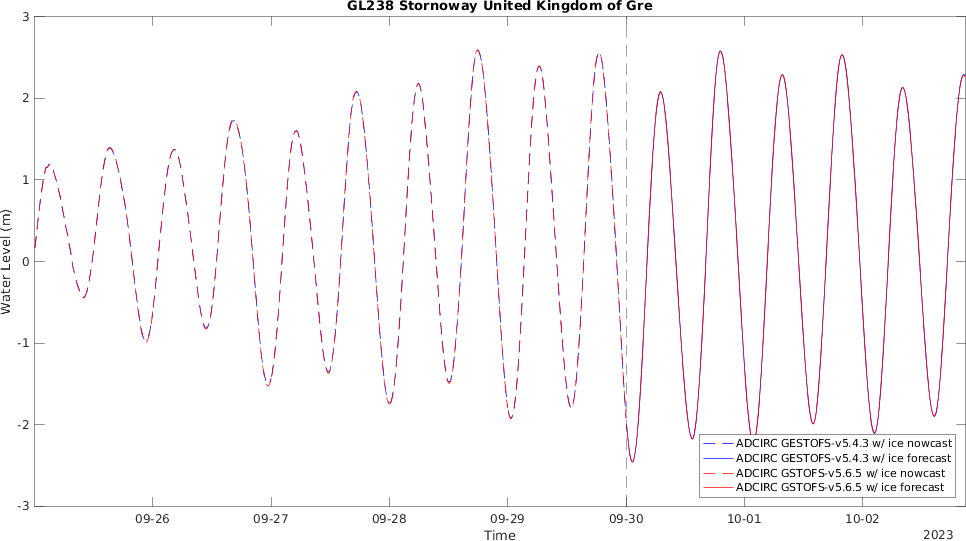 GL238 Stornoway United Kingdom of Gre
3
2
1
0
-1
-2
-3
Water Level (m)
09-26
09-27
09-28
09-29
09-30
10-01
10-02
Time
2023
ADCIRC GESTOFS-v5.4.3 w/ ice nowcast
ADCIRC GESTOFS-v5.4.3 w/ ice forecast
ADCIRC GSTOFS-v5.6.5 w/ ice nowcast
ADCIRC GSTOFS-v5.6.5 w/ ice forecast